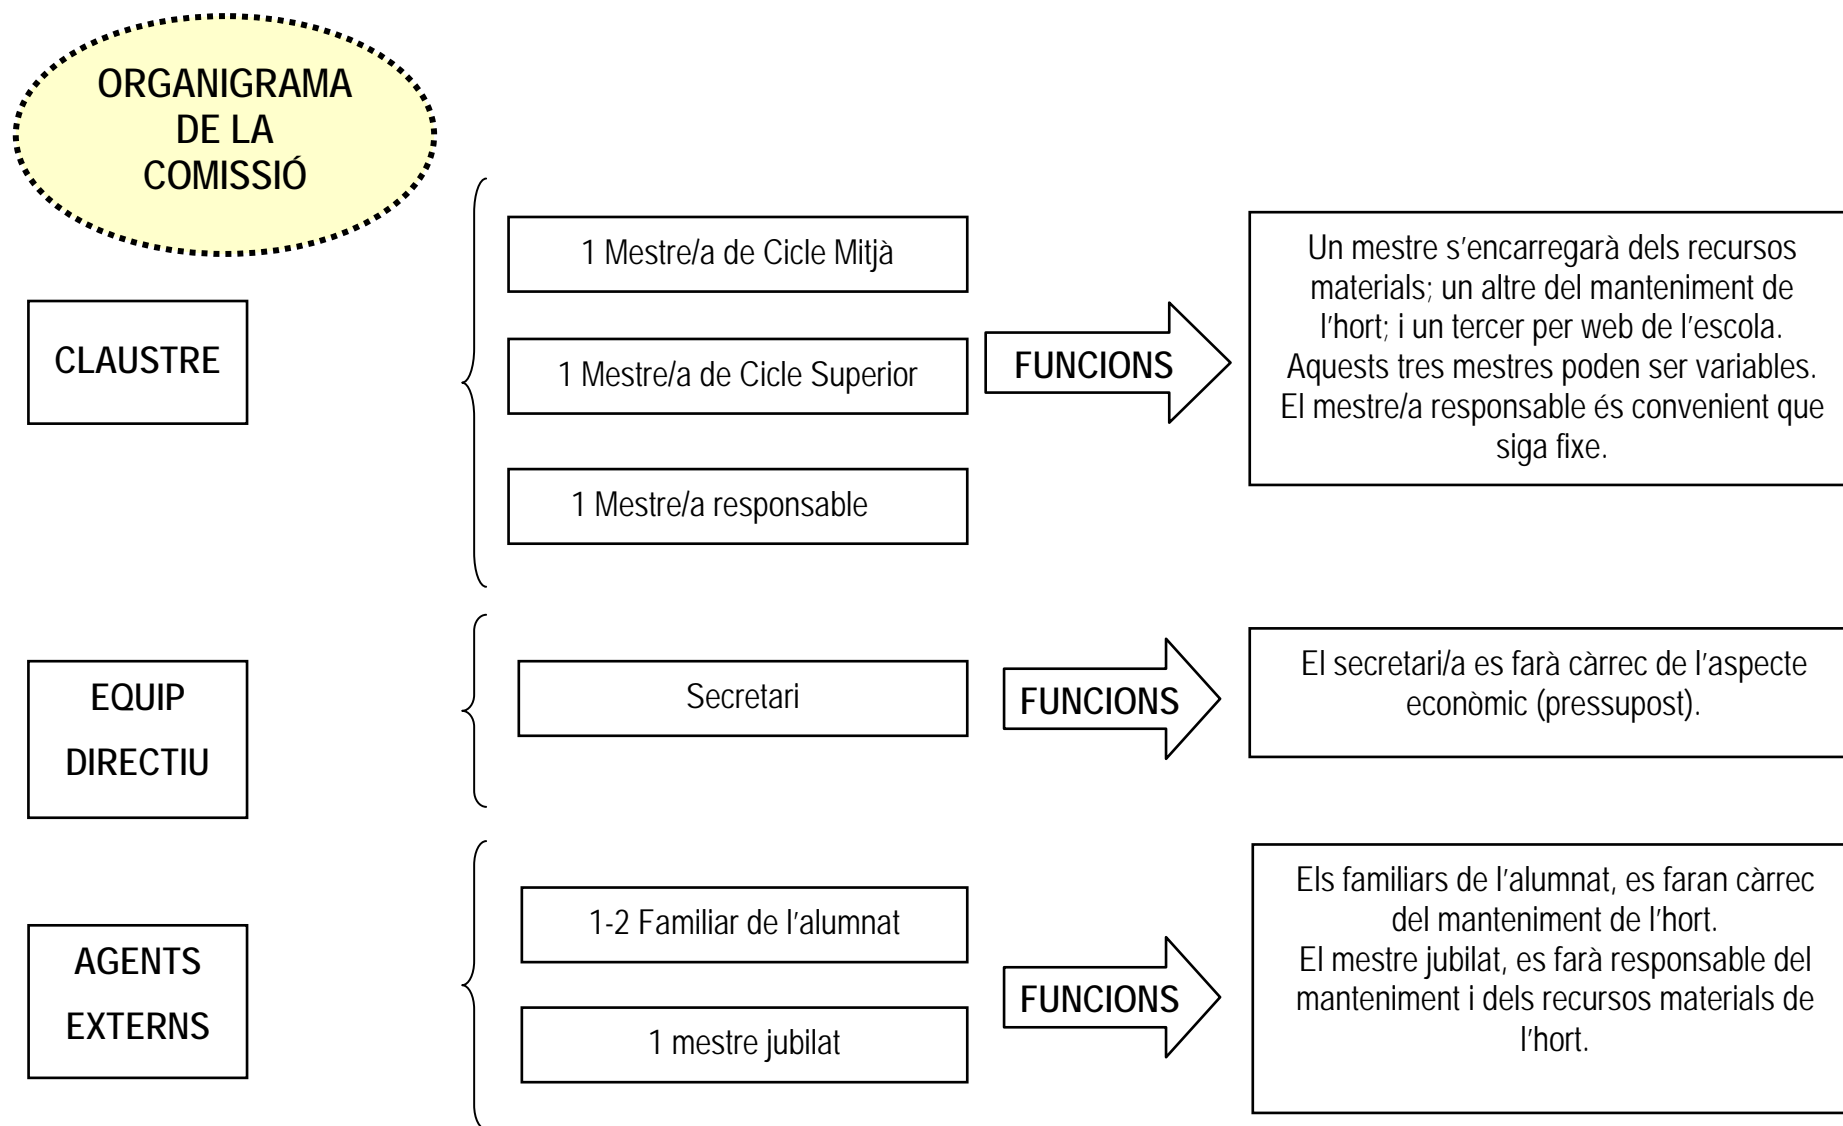 ORGANIGRAMA
DE LA
COMISSIÓ
CLAUSTRE
1 Mestre/a de Cicle Mitjà
1 Mestre/a de Cicle Superior
1 Mestre/a responsable
FUNCIONS
Un mestre s'encarregarà dels recursos
materials; un altre del manteniment de
l'hort; i un tercer per web de l'escola.
Aquests tres mestres poden ser variables.
El mestre/a responsable és convenient que
siga fixe.
EQUIP
DIRECTIU
Secretari
FUNCIONS
El secretari/a es farà càrrec de l'aspecte
econòmic (pressupost).
AGENTS
EXTERNS
1-2 Familiar de l'alumnat
1 mestre jubilat
FUNCIONS
Els familiars de l'alumnat, es faran càrrec
del manteniment de l'hort.
El mestre jubilat, es farà responsable del
manteniment i dels recursos materials de
l'hort.